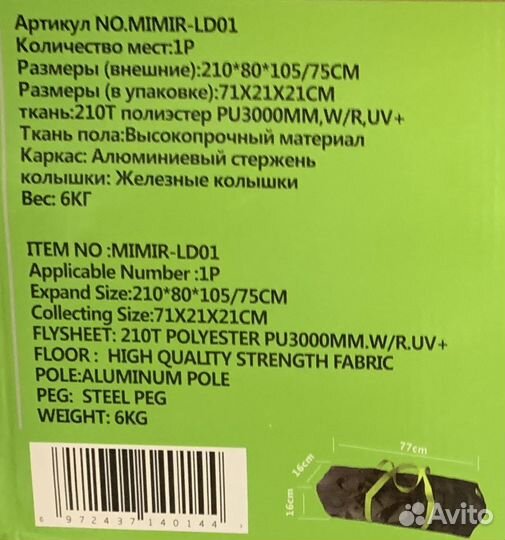 Артикул NO.MIMIR-LD01
Количество мест:1P
Размеры (внешние):210*80*105/75CM
Размеры (в упаковке):71X21X21CM
ткань:210T полиэстер PU3000MM,W/R,UV+
Ткань пола:Высокопрочный материал
Каркас: Алюминиевый стержень
колышки: Железные колышки
Вес: 6КГ
ITEM NO :MIMIR-LD01
Applicable Number :1P
Expand Size:210*80*105/75CM
Collecting Size:71X21X21CM
FLYSHEET: 210T POLYESTER PU3000MM.W/R.UV+
FLOOR : HIGH QUALITY STRENGTH FABRIC
POLE:ALUMINUM POLE
PEG: STEEL PEG
WEIGHT: 6KG
77cm
16cm
16cm
6 972437 140144 >
Avito